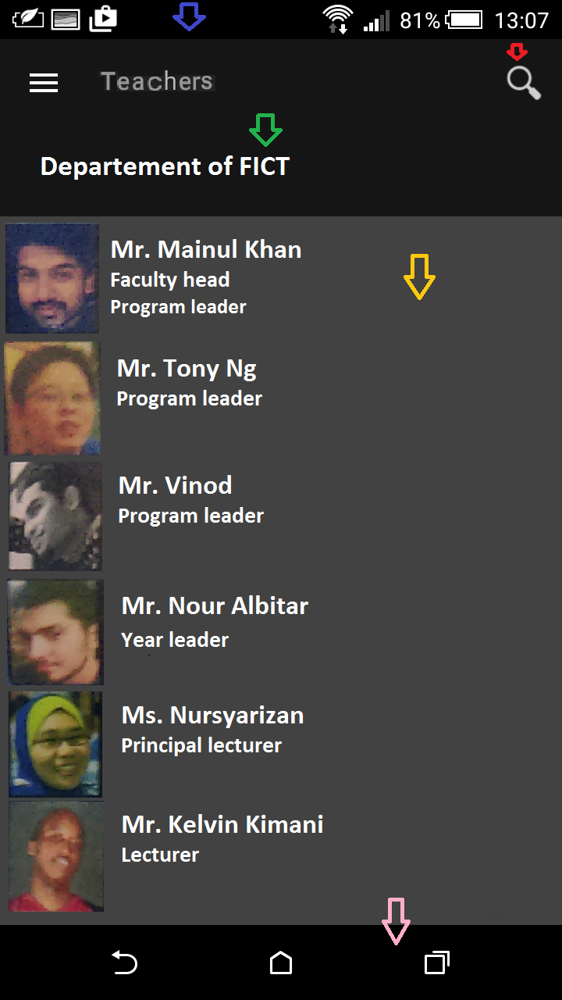 81% 13:07
Teachers
Departement of FICT
Mr. Mainul Khan
Faculty head
Program leader
Mr. Tony Ng
Program leader
Mr. Vinod
Program leader
Mr. Nour Albitar
Year leader
Ms. Nursyarizan
Principal lecturer
Mr. Kelvin Kimani
Lecturer